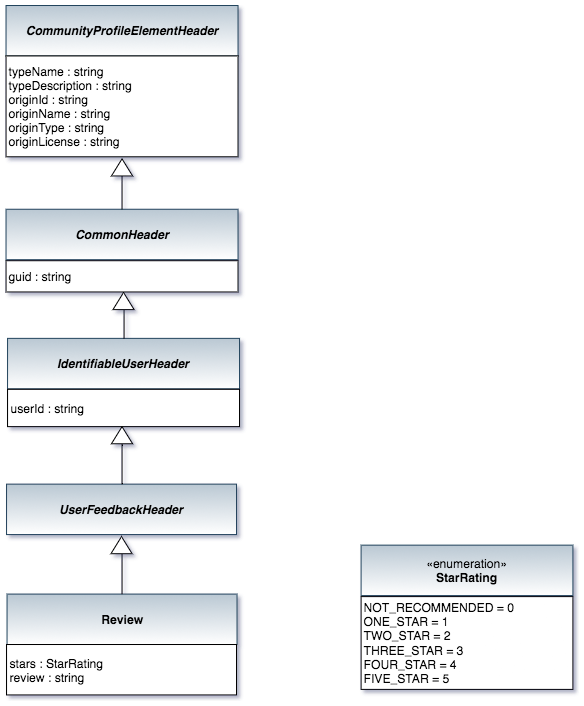 CommunityProfileElementHeader
typeName : string
typeDescription : string
originId : string
originName : string
originType : string
originLicense : string
CommonHeader
guid : string
IdentifiableUserHeader
userId : string
UserFeedbackHeader
Review
stars : StarRating
review : string
«enumeration»
StarRating
NOT_RECOMMENDED = 0
ONE_STAR = 1
TWO_STAR = 2
THREE_STAR = 3
FOUR_STAR = 4
FIVE_STAR = 5